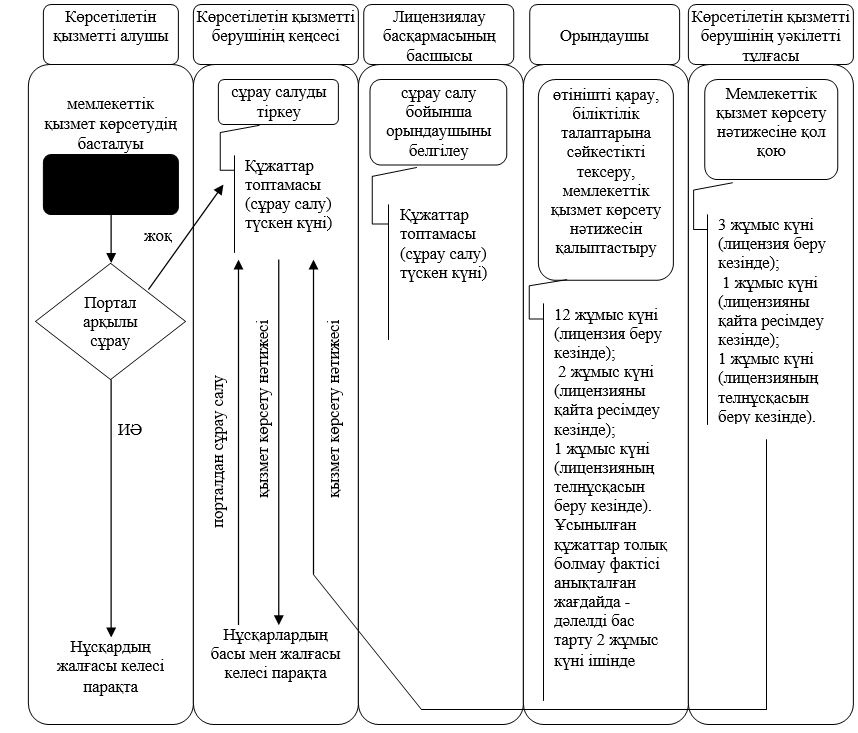 Көрсетілетін
қызметті алушы
Көрсетілетін қызметті
берушінің кеңсесі
Лицензиялау
басқармасының
басшысы
Орындаушы
Көрсетілетін қызметті
берушінің уәкілетті
тұлғасы
мемлекеттік
қызмет көрсетудің
басталуы
жоқ
Портал
арқылы
сұрау
ИӘ
Нұсқардың
жалғасы келесі
парақта
сұрау салуды
тіркеу
Құжаттар
топтамасы
(сұрау салу)
түскен күні)
порталдан сұрау салу
қызмет көрсету нәтижесі
қызмет көрсету нәтижесі
Нұсқарлардың
басы мен жалғасы
келесі парақта
сұрау салу
бойынша
орындаушыны
белгілеу
Құжаттар
топтамасы
(сұрау салу)
түскен күні)
өтінішті қарау,
біліктілік
талаптарына
сәйкестікті
тексеру,
мемлекеттік
қызмет көрсету
нәтижесін
қалыптастыру
12 жұмыс күні
(лицензия беру
кезінде);
2 жұмыс күні
(лицензияны
қайта ресімдеу
кезінде);
1 жұмыс күні
(лицензияның
телнұсқасын
беру кезінде).
Ұсынылған
құжаттар толық
болмау фактісі
анықталған
жағдайда -
дәлелді бас
тарту 2 жұмыс
күні ішінде
Мемлекеттік
қызмет көрсету
нәтижесіне қол
қою
3 жұмыс күні
(лицензия беру
кезінде);
1 жұмыс күні
(лицензияны
қайта ресімдеу
кезінде);
1 жұмыс күні
(лицензияның
телнұсқасын
беру кезінде).